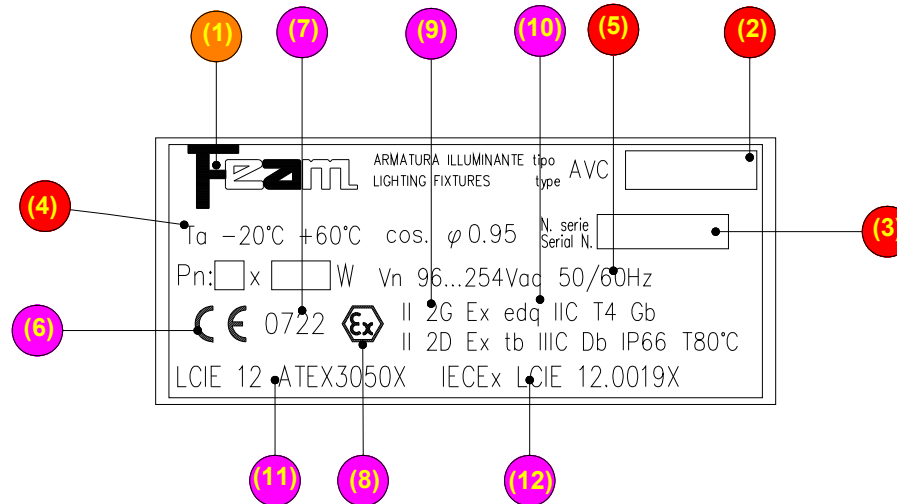 (1) (7) (9) (10) (5) (2)
Feam ARMATURA ILLUMINANTE tipo
LIGHTING FIXTURES type AVC
(4)
Ta -20°C +60°C cos. φ 0.95 N. serie
Serial N.
(3)
Pn: x W Vn 96...254Vac 50/60Hz
(6)
CE 0722 Ex II 2G Ex edq IIC T4 Gb
II 2D Ex tb IIIC Db IP66 T80°C
LCIE 12 ATEX3050X IECEx LCIE 12.0019X
(11) (8) (12)